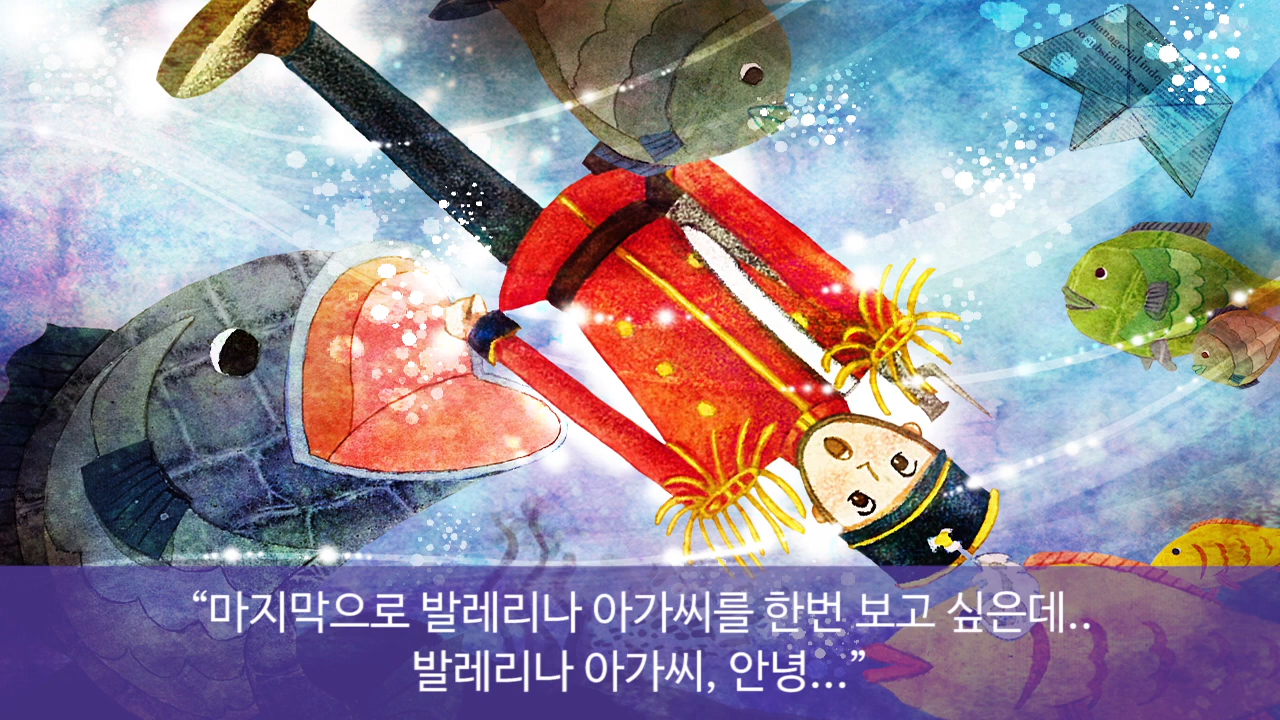 “마지막으로 발레리나 아가씨를 한번 보고 싶은데..
발레리나 아가씨, 안녕...”